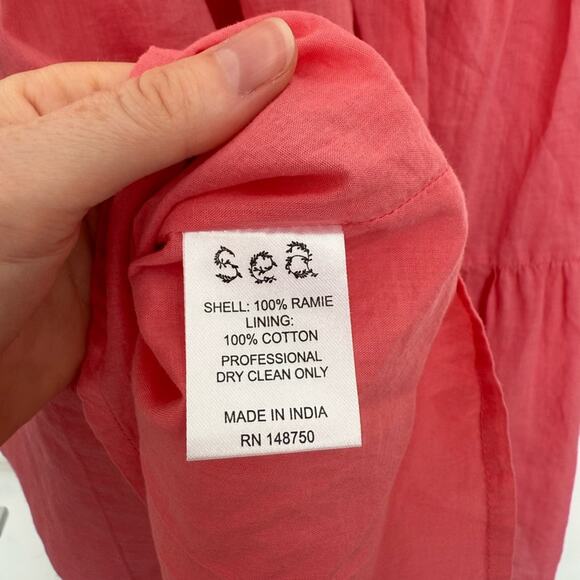 sea
SHELL: 100% RAMIE
LINING:
100% COTTON
PROFESSIONAL
DRY CLEAN ONLY
MADE IN INDIA
RN 148750